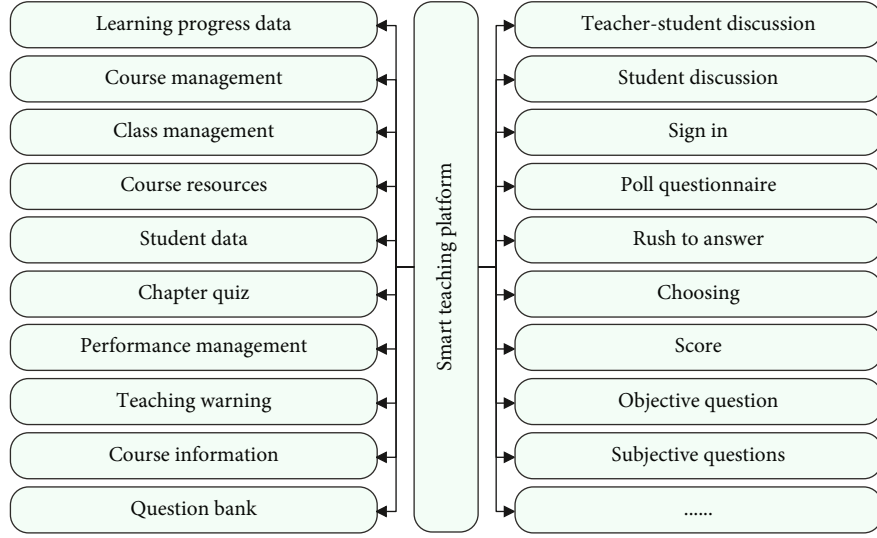 Learning progress data
Course management
Class management
Course resources
Student data
Chapter quiz
Performance management
Teaching warning
Course information
Question bank
Smart teaching platform
Teacher-student discussion
Student discussion
Sign in
Poll questionnaire
Rush to answer
Choosing
Score
Objective question
Subjective questions
......